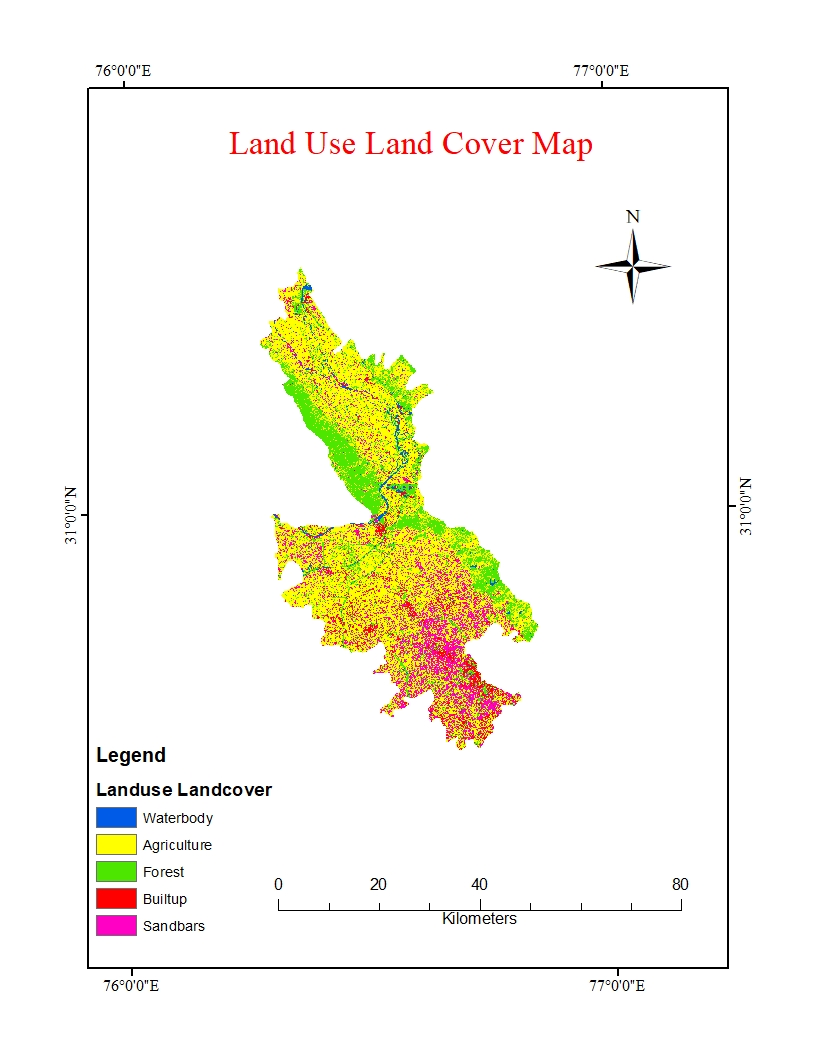 76°0'0"E 77°0'0"E
Land Use Land Cover Map
N
31°0'0"N 31°0'0"N
Legend
Landuse Landcover
Waterbody
Agriculture
Forest
Builtup
Sandbars
0 20 40 80
Kilometers
76°0'0"E 77°0'0"E